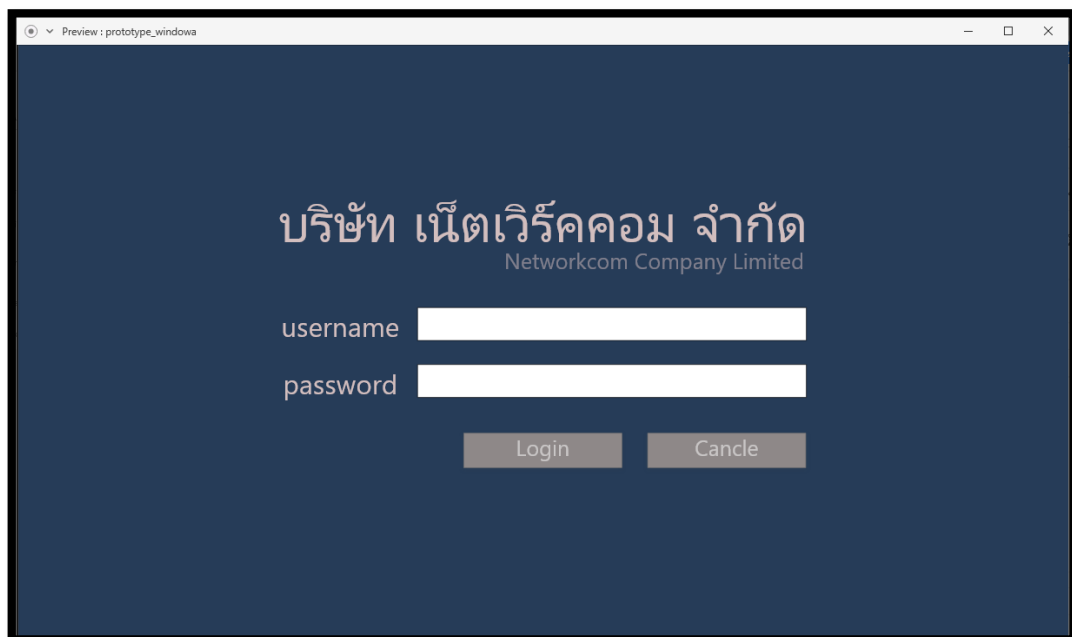 Preview : prototype_windowa
บริษัท เน็ตเวิร์คคอม จำกัด
Networkcom Company Limited
username
password
Login Cancle